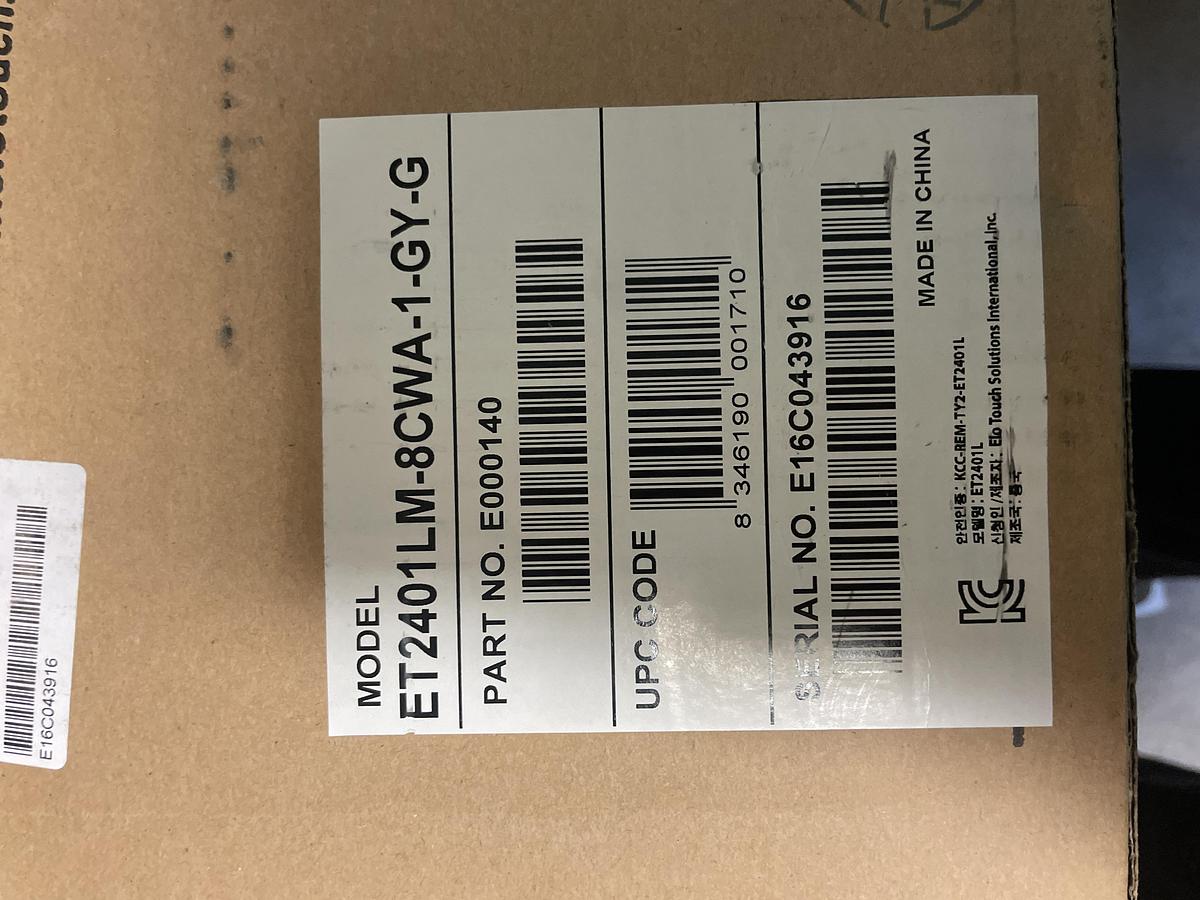 MODEL
ET2401LM-8CWA-1-GY-G
PART NO. E000140
UPC CODE
8 346190 001710
SERIAL NO. E16C043916
MADE IN CHINA
안전인증 : KCC-REM-TY2-ET2401L
모델명 : ET2401L
신청인 /제조자 : Elo Touch Solutions International, Inc.
제조국: 중국
E16C043916